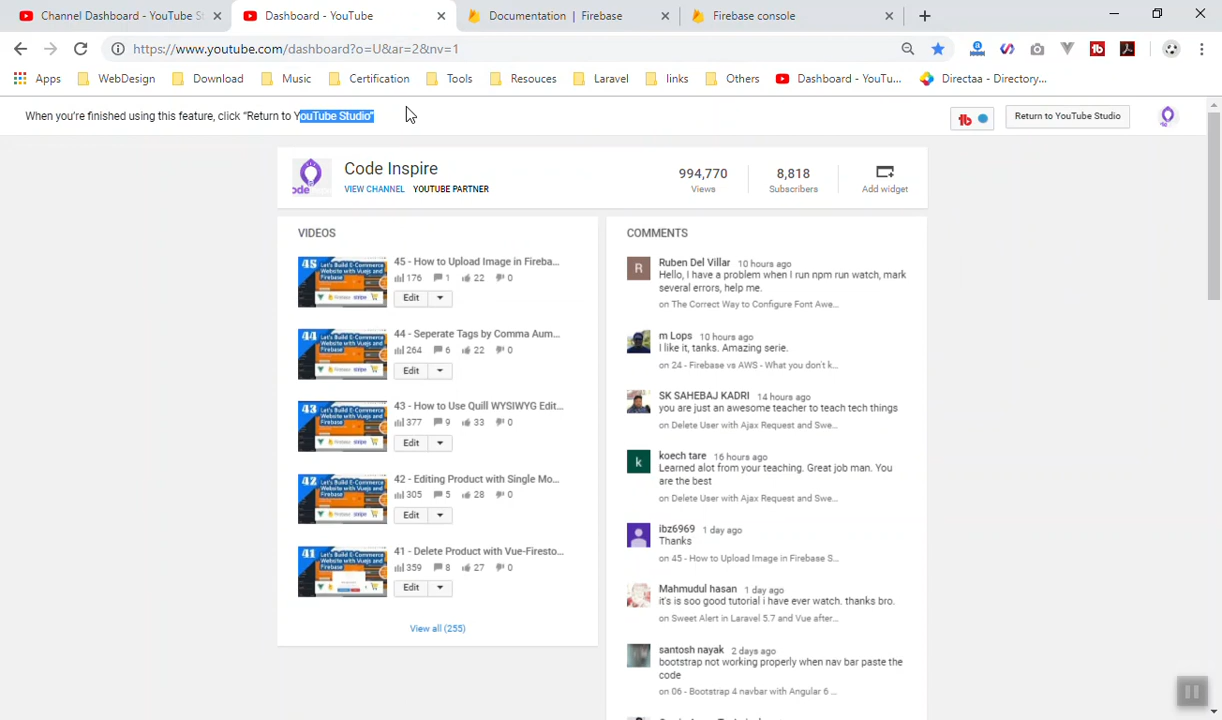 Channel Dashboard - YouTube St
Dashboard - YouTube
Documentation | Firebase
Firebase console
https://www.youtube.com/dashboard?o=U&ar=2&nv=1
Apps
WebDesign
Download
Music
Certification
Tools
Resouces
Laravel
links
Others
Dashboard - YouTu...
Directaa - Directory...
When you're finished using this feature, click "Return to YouTube Studio"
Return to YouTube Studio
Code Inspire
VIEW CHANNEL YOUTUBE PARTNER
994,770
Views
8,818
Subscribers
Add widget
VIDEOS
45 - How to Upload Image in Fireba...
176 1 22 0
Edit
44 - Seperate Tags by Comma Aum...
264 6 22 0
Edit
43 - How to Use Quill WYSIWYG Edit...
377 9 33 0
Edit
42 - Editing Product with Single Mo...
305 5 28 0
Edit
41 - Delete Product with Vue-Firesto...
359 8 27 0
Edit
View all (255)
COMMENTS
Ruben Del Villar 10 hours ago
Hello, I have a problem when I run npm run watch, mark
several errors, help me.
on The Correct Way to Configure Font Awe...
m Lops 10 hours ago
I like it, tanks. Amazing serie.
on 24 - Firebase vs AWS - What you don't k...
SK SAHEBAJ KADRI 14 hours ago
you are just an awesome teacher to teach tech things
on Delete User with Ajax Request and Swe...
koech tare 16 hours ago
Learned alot from your teaching. Great job man. You
are the best
on Delete User with Ajax Request and Swe...
ibz6969 1 day ago
Thanks
on 45 - How to Upload Image in Firebase S...
Mahmudul hasan 1 day ago
it's is soo good tutorial i have ever watch. thanks bro.
on Sweet Alert in Laravel 5.7 and Vue after...
santosh nayak 2 days ago
bootstrap not working properly when nav bar paste the
code
on 06 - Bootstrap 4 navbar with Angular 6 ...